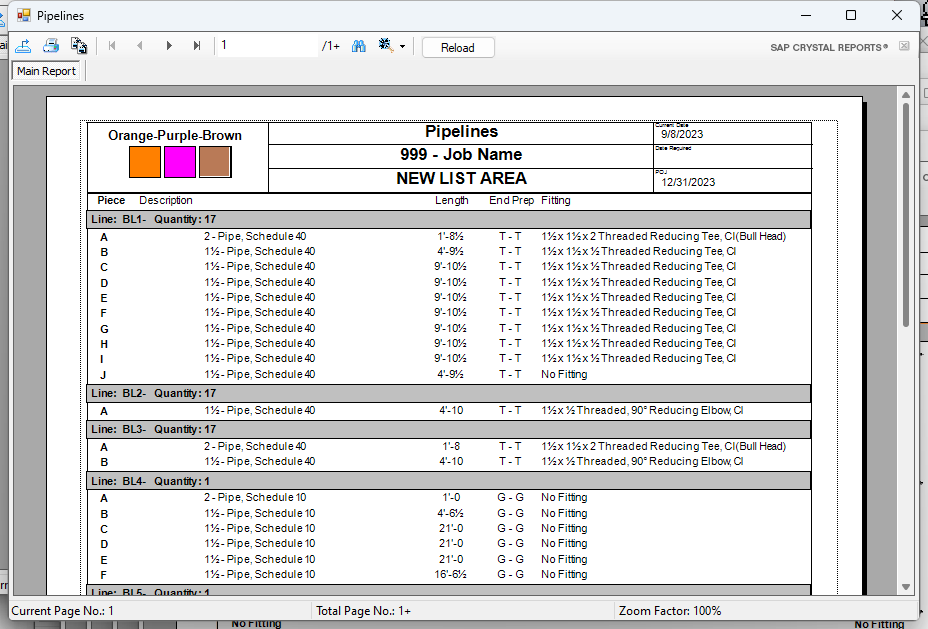 Pipelines
1 /1+ Reload SAP CRYSTAL REPORTS®
Main Report
Orange-Purple-Brown
Pipelines
999 - Job Name
NEW LIST AREA
Current Date
9/8/2023
Date Required
POJ
12/31/2023
Piece Description Length End Prep Fitting
Line: BL1- Quantity: 17
A 2 - Pipe, Schedule 40 1'-8½ T - T 1½ x 1½ x 2 Threaded Reducing Tee, CI (Bull Head)
B 1½ - Pipe, Schedule 40 4'-9½ T - T 1½ x 1½ x ½ Threaded Reducing Tee, CI
C 1½ - Pipe, Schedule 40 9'-10½ T - T 1½ x 1½ x ½ Threaded Reducing Tee, CI
D 1½ - Pipe, Schedule 40 9'-10½ T - T 1½ x 1½ x ½ Threaded Reducing Tee, CI
E 1½ - Pipe, Schedule 40 9'-10½ T - T 1½ x 1½ x ½ Threaded Reducing Tee, CI
F 1½ - Pipe, Schedule 40 9'-10½ T - T 1½ x 1½ x ½ Threaded Reducing Tee, CI
G 1½ - Pipe, Schedule 40 9'-10½ T - T 1½ x 1½ x ½ Threaded Reducing Tee, CI
H 1½ - Pipe, Schedule 40 9'-10½ T - T 1½ x 1½ x ½ Threaded Reducing Tee, CI
I 1½ - Pipe, Schedule 40 9'-10½ T - T 1½ x 1½ x ½ Threaded Reducing Tee, CI
J 1½ - Pipe, Schedule 40 4'-9½ T - T No Fitting
Line: BL2- Quantity: 17
A 1½ - Pipe, Schedule 40 4'-10 T - T 1½ x ½ Threaded, 90° Reducing Elbow, CI
Line: BL3- Quantity: 17
A 2 - Pipe, Schedule 40 1'-8 T - T 1½ x 1½ x 2 Threaded Reducing Tee, CI (Bull Head)
B 1½ - Pipe, Schedule 40 4'-10 T - T 1½ x ½ Threaded, 90° Reducing Elbow, CI
Line: BL4- Quantity: 1
A 2 - Pipe, Schedule 10 1'-0 G - G No Fitting
B 1½ - Pipe, Schedule 10 4'-6½ G - G No Fitting
C 1½ - Pipe, Schedule 10 21'-0 G - G No Fitting
D 1½ - Pipe, Schedule 10 21'-0 G - G No Fitting
E 1½ - Pipe, Schedule 10 21'-0 G - G No Fitting
F 1½ - Pipe, Schedule 10 16'-6½ G - G No Fitting
Line: BL5- Quantity: 1
Current Page No.: 1 Total Page No.: 1+ Zoom Factor: 100%
No Fitting No Fitting